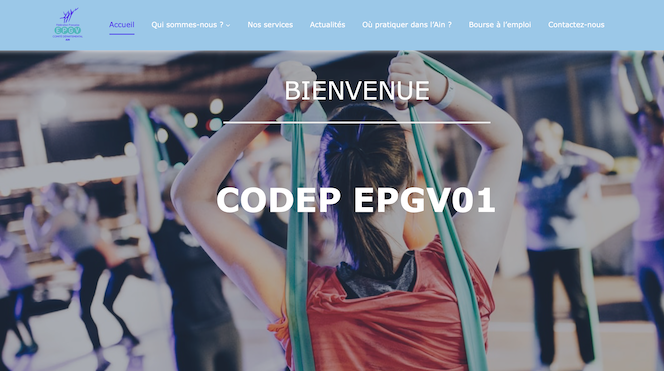 EPGV
Accueil
Qui sommes-nous ?
Nos services
Actualités
Où pratiquer dans l'Ain ?
Bourse à l'emploi
Contactez-nous
BIENVENUE
CODEP EPGV01